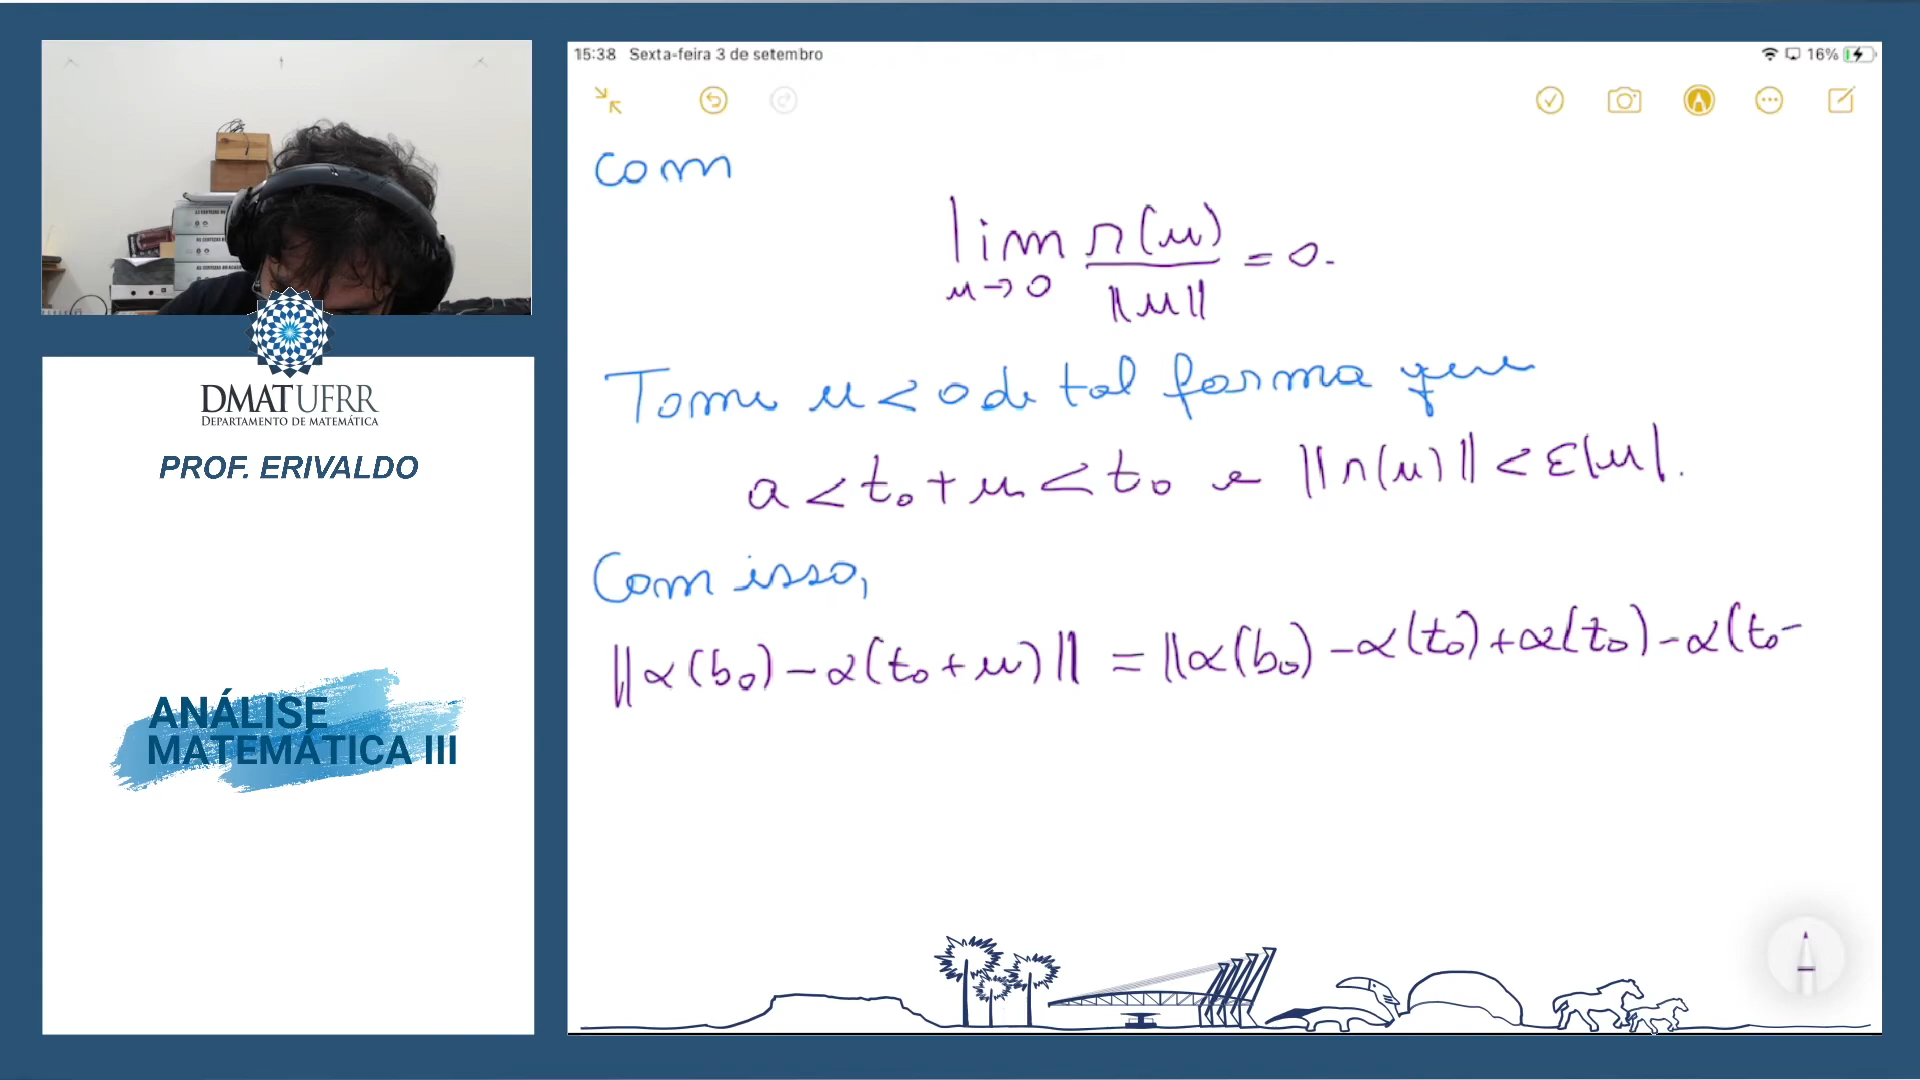 15:38 Sexta-feira 3 de setembro
16%
com
lim r(u)
u→0 ‖u‖ = 0.
Tome u < 0 de tal forma que
a < t₀ + u < t₀ e ‖r(u)‖ < ε|u|.
Com isso,
‖α(b₀) − α(t₀ + u)‖ = ‖α(b₀) − α(t₀) + α(t₀) − α(t₀ -
DMATUFRR
DEPARTAMENTO DE MATEMÁTICA
PROF. ERIVALDO
ANÁLISE
MATEMÁTICA III